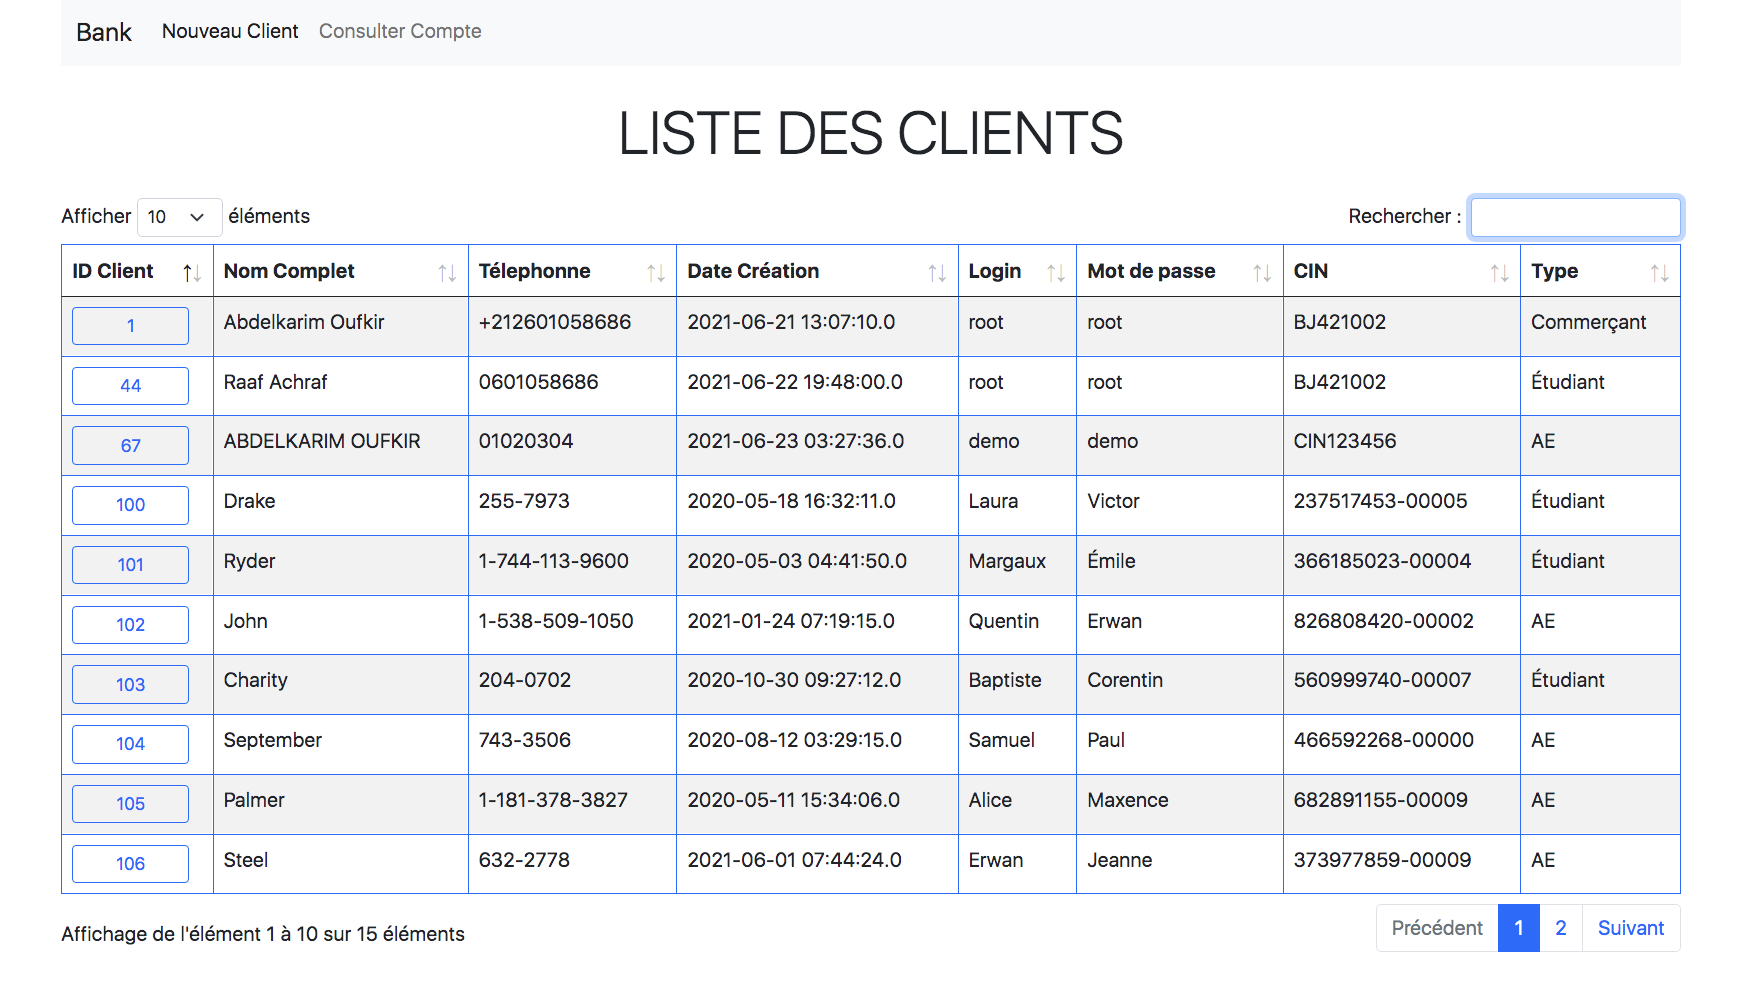 Bank Nouveau Client Consulter Compte
LISTE DES CLIENTS
Afficher 10 éléments Rechercher :
ID Client Nom Complet Télephonne Date Création Login Mot de passe CIN Type
1 Abdelkarim Oufkir +212601058686 2021-06-21 13:07:10.0 root root BJ421002 Commerçant
44 Raaf Achraf 0601058686 2021-06-22 19:48:00.0 root root BJ421002 Étudiant
67 ABDELKARIM OUFKIR 01020304 2021-06-23 03:27:36.0 demo demo CIN123456 AE
100 Drake 255-7973 2020-05-18 16:32:11.0 Laura Victor 237517453-00005 Étudiant
101 Ryder 1-744-113-9600 2020-05-03 04:41:50.0 Margaux Émile 366185023-00004 Étudiant
102 John 1-538-509-1050 2021-01-24 07:19:15.0 Quentin Erwan 826808420-00002 AE
103 Charity 204-0702 2020-10-30 09:27:12.0 Baptiste Corentin 560999740-00007 Étudiant
104 September 743-3506 2020-08-12 03:29:15.0 Samuel Paul 466592268-00000 AE
105 Palmer 1-181-378-3827 2020-05-11 15:34:06.0 Alice Maxence 682891155-00009 AE
106 Steel 632-2778 2021-06-01 07:44:24.0 Erwan Jeanne 373977859-00009 AE
Affichage de l'élément 1 à 10 sur 15 éléments Précédent 1 2 Suivant